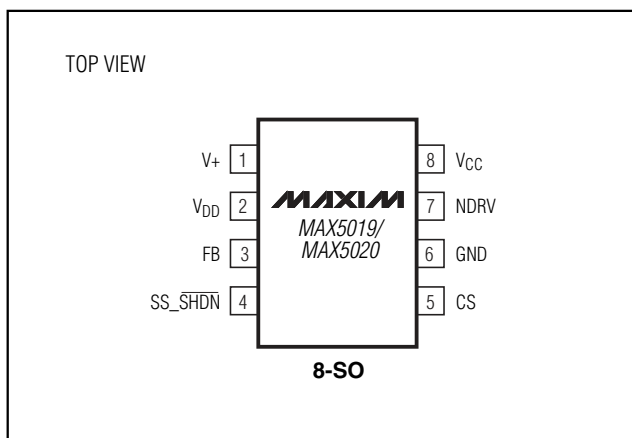 TOP VIEW
V+ 1
8 VCC
VDD 2
MAXIM
7 NDRV
MAX5019/
MAX5020
FB 3
6 GND
SS_SHDN 4
5 CS
8-SO